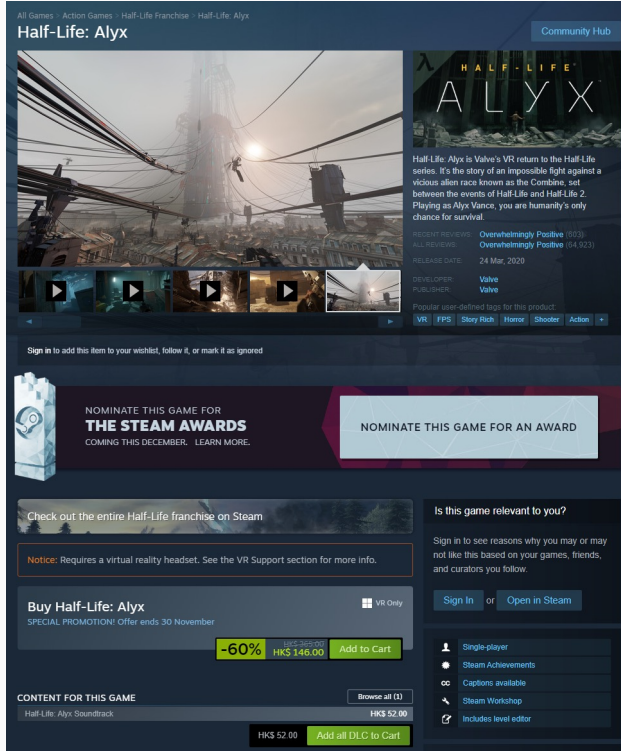 All Games > Action Games > Half-Life Franchise > Half-Life: Alyx
Half-Life: Alyx
Community Hub
HALF-LIFE
ALYX
Half-Life: Alyx is Valve's VR return to the Half-Life
series. It's the story of an impossible fight against a
vicious alien race known as the Combine, set
between the events of Half-Life and Half-Life 2.
Playing as Alyx Vance, you are humanity's only
chance for survival.
RECENT REVIEWS: Overwhelmingly Positive (603)
ALL REVIEWS: Overwhelmingly Positive (64,923)
RELEASE DATE: 24 Mar, 2020
DEVELOPER: Valve
PUBLISHER: Valve
Popular user-defined tags for this product:
VR FPS Story Rich Horror Shooter Action +
Sign in to add this item to your wishlist, follow it, or mark it as ignored
NOMINATE THIS GAME FOR
THE STEAM AWARDS
COMING THIS DECEMBER. LEARN MORE.
NOMINATE THIS GAME FOR AN AWARD
Check out the entire Half-Life franchise on Steam
Notice: Requires a virtual reality headset. See the VR Support section for more info.
Buy Half-Life: Alyx
VR Only
SPECIAL PROMOTION! Offer ends 30 November
-60% HK$ 365.00
HK$ 146.00 Add to Cart
CONTENT FOR THIS GAME Browse all (1)
Half-Life: Alyx Soundtrack HK$ 52.00
HK$ 52.00 Add all DLC to Cart
Is this game relevant to you?
Sign in to see reasons why you may or may
not like this based on your games, friends,
and curators you follow.
Sign In or Open in Steam
Single-player
Steam Achievements
CC Captions available
Steam Workshop
Includes level editor